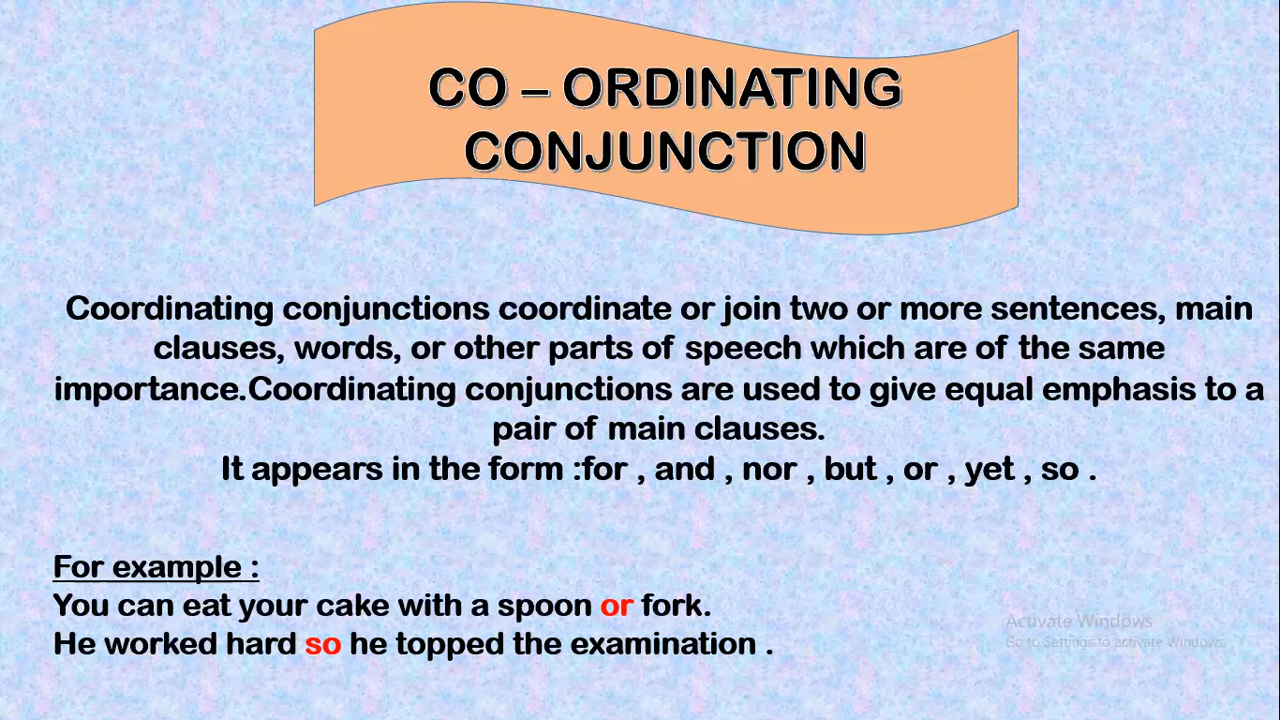 CO – ORDINATING
CONJUNCTION
Coordinating conjunctions coordinate or join two or more sentences, main
clauses, words, or other parts of speech which are of the same
importance.Coordinating conjunctions are used to give equal emphasis to a
pair of main clauses.
It appears in the form :for , and , nor , but , or , yet , so .
For example :
You can eat your cake with a spoon or fork.
He worked hard so he topped the examination .
Activate Windows
Go to Settings to activate Windows.